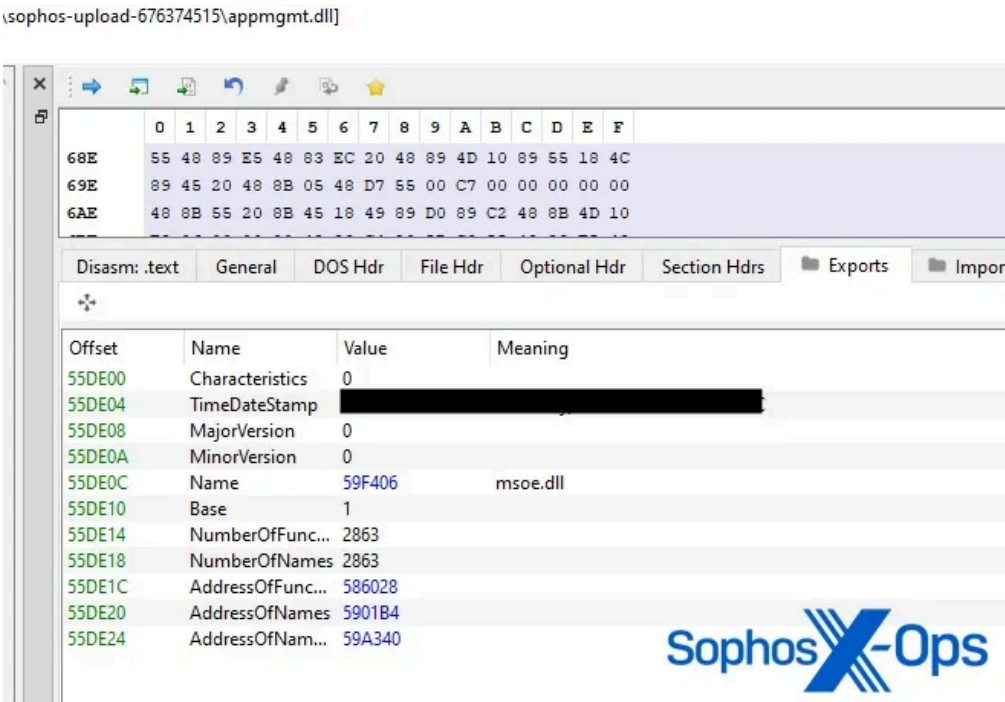 \sophos-upload-676374515\appmgmt.dll]
0 1 2 3 4 5 6 7 8 9 A B C D E F
68E 55 48 89 E5 48 83 EC 20 48 89 4D 10 89 55 18 4C
69E 89 45 20 48 8B 05 48 D7 55 00 C7 00 00 00 00 00
6AE 48 8B 55 20 8B 45 18 49 89 D0 89 C2 48 8B 4D 10
Disasm: .text General DOS Hdr File Hdr Optional Hdr Section Hdrs Exports Impor
Offset Name Value Meaning
55DE00 Characteristics 0
55DE04 TimeDateStamp
55DE08 MajorVersion 0
55DE0A MinorVersion 0
55DE0C Name 59F406 msoe.dll
55DE10 Base 1
55DE14 NumberOfFunc... 2863
55DE18 NumberOfNames 2863
55DE1C AddressOfFunc... 586028
55DE20 AddressOfNames 5901B4
55DE24 AddressOfNam... 59A340
Sophos X-Ops